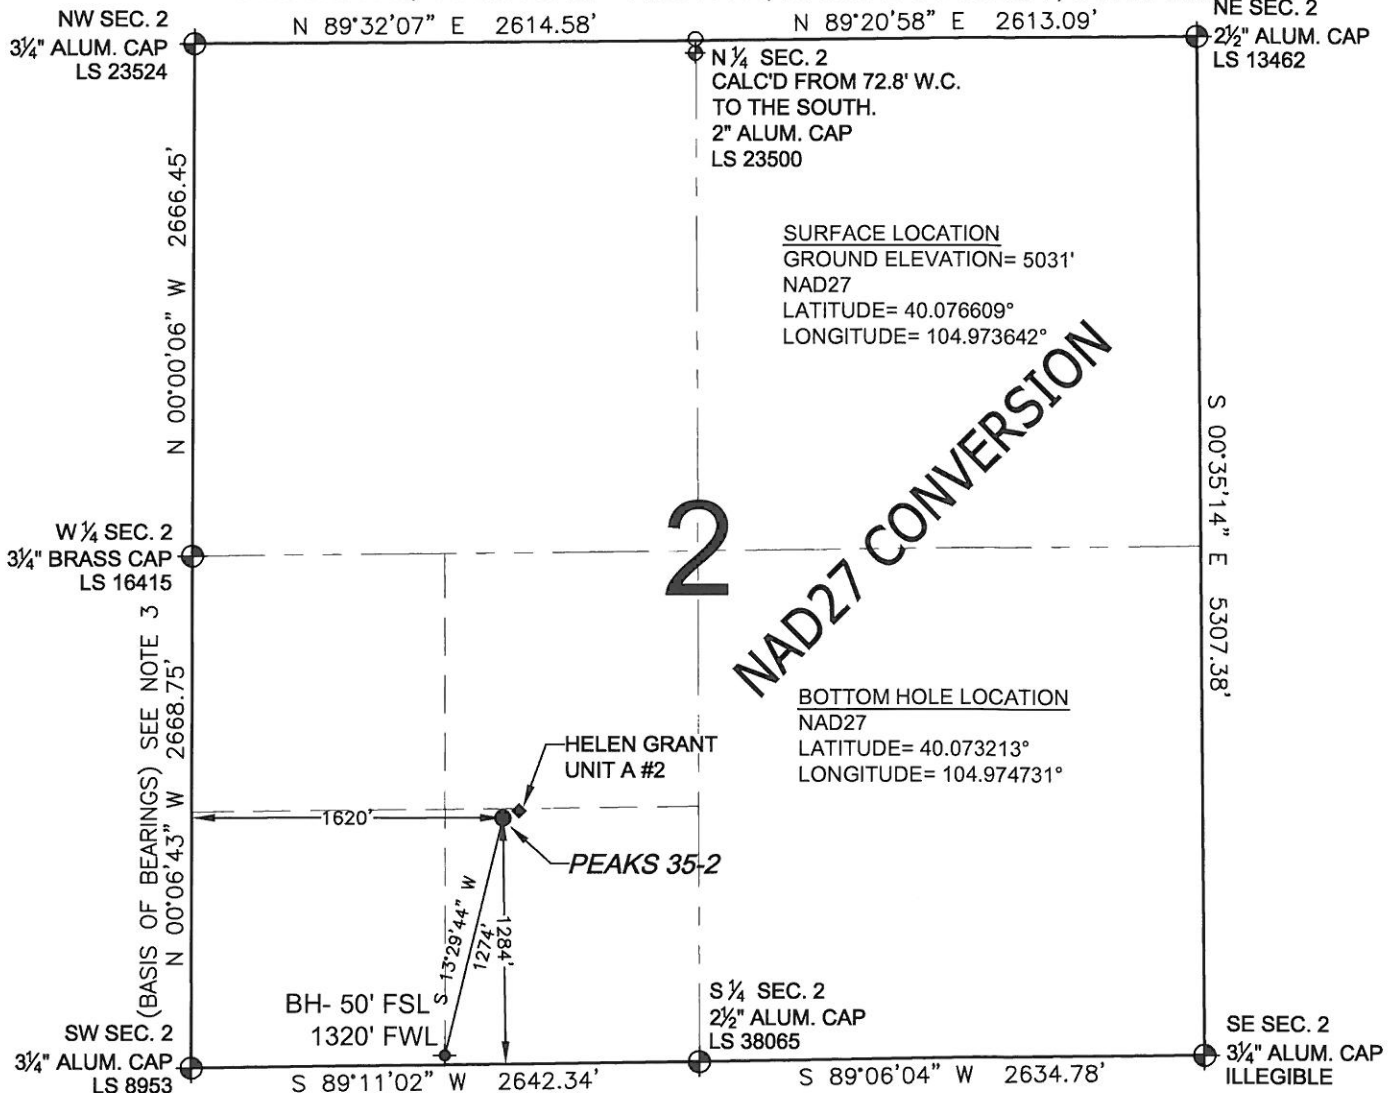 N 89°32'07" E 2614.58'
N 89°20'58" E 2613.09'
NW SEC. 2
3¼" ALUM. CAP
LS 23524
NE SEC. 2
2½" ALUM. CAP
LS 13462
N ¼ SEC. 2
CALC'D FROM 72.8' W.C.
TO THE SOUTH.
2" ALUM. CAP
LS 23500
N 00°00'06" W 2666.45'
SURFACE LOCATION
GROUND ELEVATION= 5031'
NAD27
LATITUDE= 40.076609°
LONGITUDE= 104.973642°
NAD27 CONVERSION
S 00°35'14" E 5307.38'
2
W ¼ SEC. 2
3¼" BRASS CAP
LS 16415
(BASIS OF BEARINGS) SEE NOTE 3
N 00°06'43" W 2668.75'
BOTTOM HOLE LOCATION
NAD27
LATITUDE= 40.073213°
LONGITUDE= 104.974731°
HELEN GRANT
UNIT A #2
1620'
PEAKS 35-2
S 13°29'44" W
1274'
1284'
BH- 50' FSL
1320' FWL
SW SEC. 2
3¼" ALUM. CAP
LS 8953
S ¼ SEC. 2
2½" ALUM. CAP
LS 38065
SE SEC. 2
3¼" ALUM. CAP
ILLEGIBLE
S 89°11'02" W 2642.34'
S 89°06'04" W 2634.78'